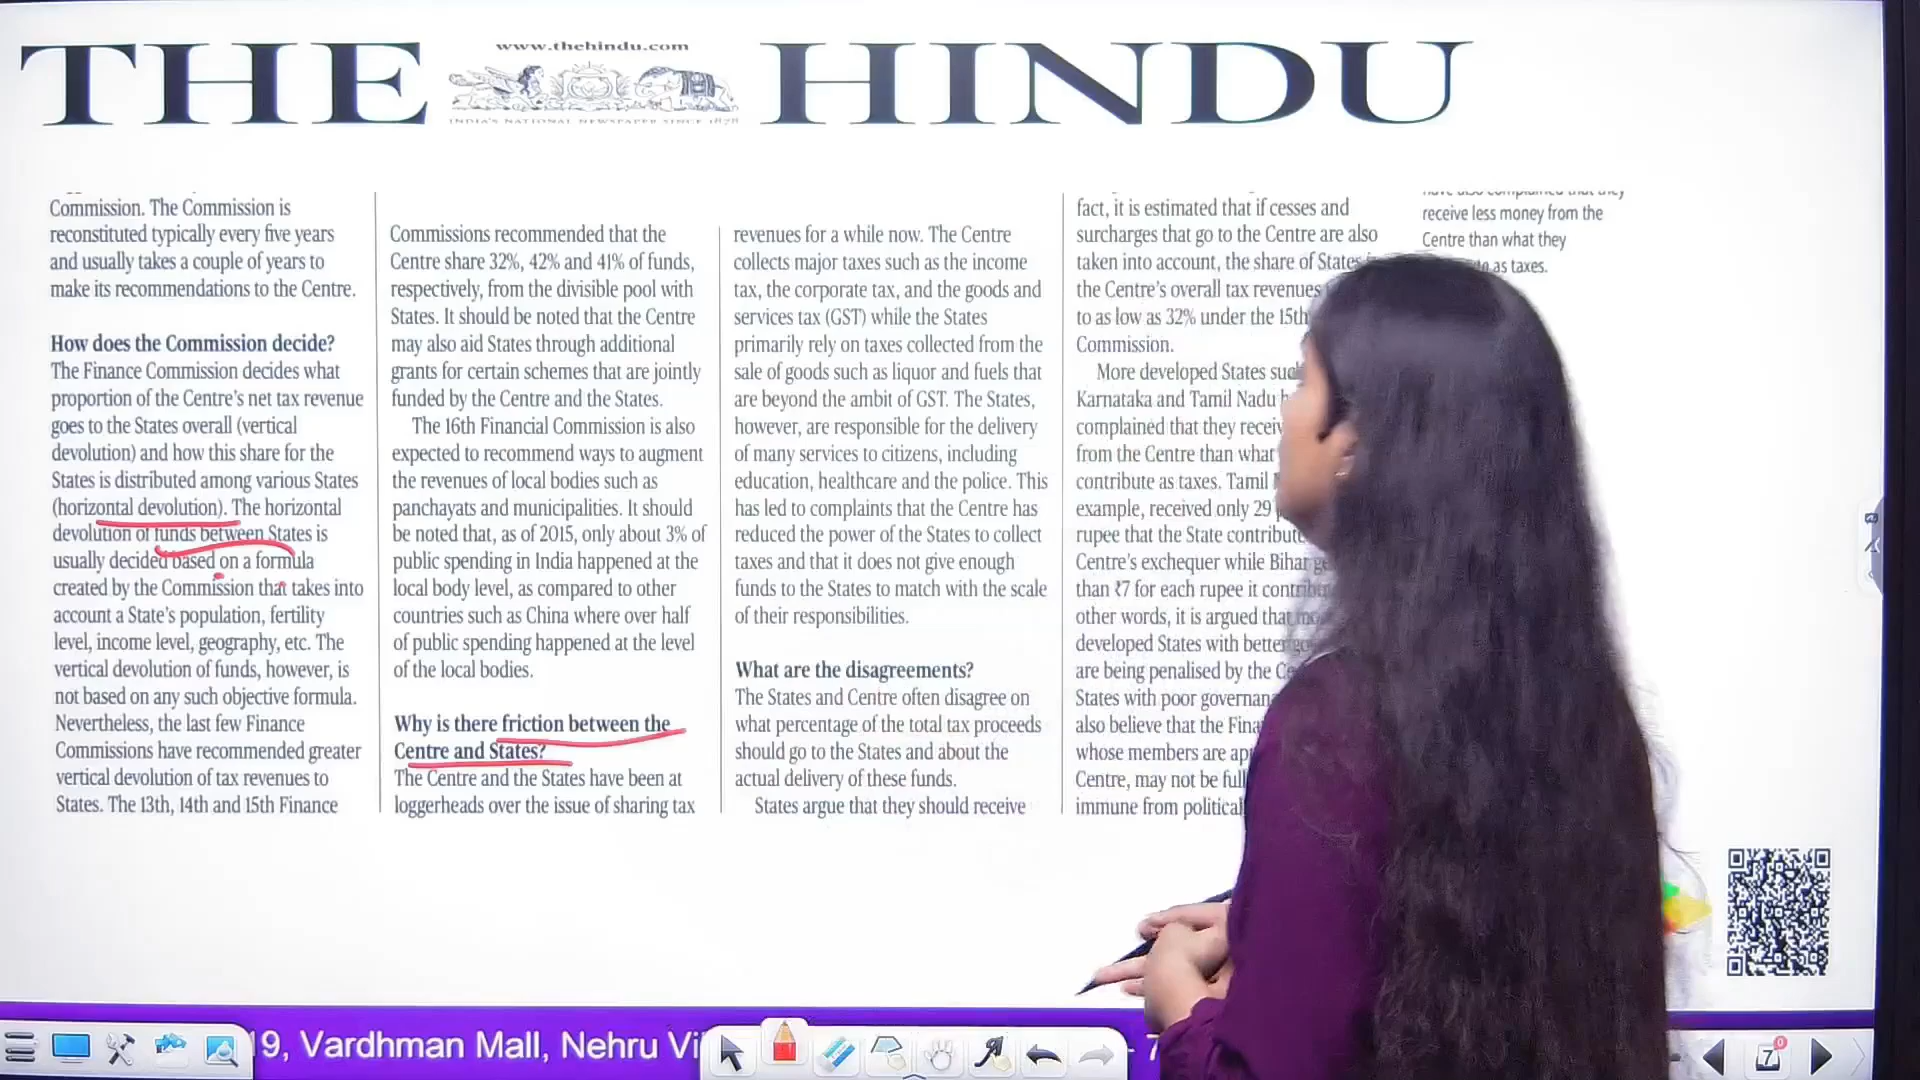 www.thehindu.com
THE HINDU
INDIA'S NATIONAL NEWSPAPER SINCE 1878
Commission. The Commission is
reconstituted typically every five years
and usually takes a couple of years to
make its recommendations to the Centre.
How does the Commission decide?
The Finance Commission decides what
proportion of the Centre's net tax revenue
goes to the States overall (vertical
devolution) and how this share for the
States is distributed among various States
(horizontal devolution). The horizontal
devolution of funds between States is
usually decided based on a formula
created by the Commission that takes into
account a State's population, fertility
level, income level, geography, etc. The
vertical devolution of funds, however, is
not based on any such objective formula.
Nevertheless, the last few Finance
Commissions have recommended greater
vertical devolution of tax revenues to
States. The 13th, 14th and 15th Finance
Commissions recommended that the
Centre share 32%, 42% and 41% of funds,
respectively, from the divisible pool with
States. It should be noted that the Centre
may also aid States through additional
grants for certain schemes that are jointly
funded by the Centre and the States.
The 16th Financial Commission is also
expected to recommend ways to augment
the revenues of local bodies such as
panchayats and municipalities. It should
be noted that, as of 2015, only about 3% of
public spending in India happened at the
local body level, as compared to other
countries such as China where over half
of public spending happened at the level
of the local bodies.
Why is there friction between the
Centre and States?
The Centre and the States have been at
loggerheads over the issue of sharing tax
revenues for a while now. The Centre
collects major taxes such as the income
tax, the corporate tax, and the goods and
services tax (GST) while the States
primarily rely on taxes collected from the
sale of goods such as liquor and fuels that
are beyond the ambit of GST. The States,
however, are responsible for the delivery
of many services to citizens, including
education, healthcare and the police. This
has led to complaints that the Centre has
reduced the power of the States to collect
taxes and that it does not give enough
funds to the States to match with the scale
of their responsibilities.
What are the disagreements?
The States and Centre often disagree on
what percentage of the total tax proceeds
should go to the States and about the
actual delivery of these funds.
States argue that they should receive
fact, it is estimated that if cesses and
surcharges that go to the Centre are also
taken into account, the share of States
the Centre's overall tax revenues
to as low as 32% under the 15th
Commission.
More developed States such
Karnataka and Tamil Nadu
complained that they
from the Centre than what
contribute as taxes. Tamil
example, received only 29
rupee that the State
Centre's exchequer while Bihar
than ₹7 for each rupee it
other words, it is argued that
developed States with better
are being penalised by the
States with poor
also believe that the
whose members are
Centre, may not be
immune from political
have also complained that they
receive less money from the
Centre than what they
as taxes.
19, Vardhman Mall, Nehru
7